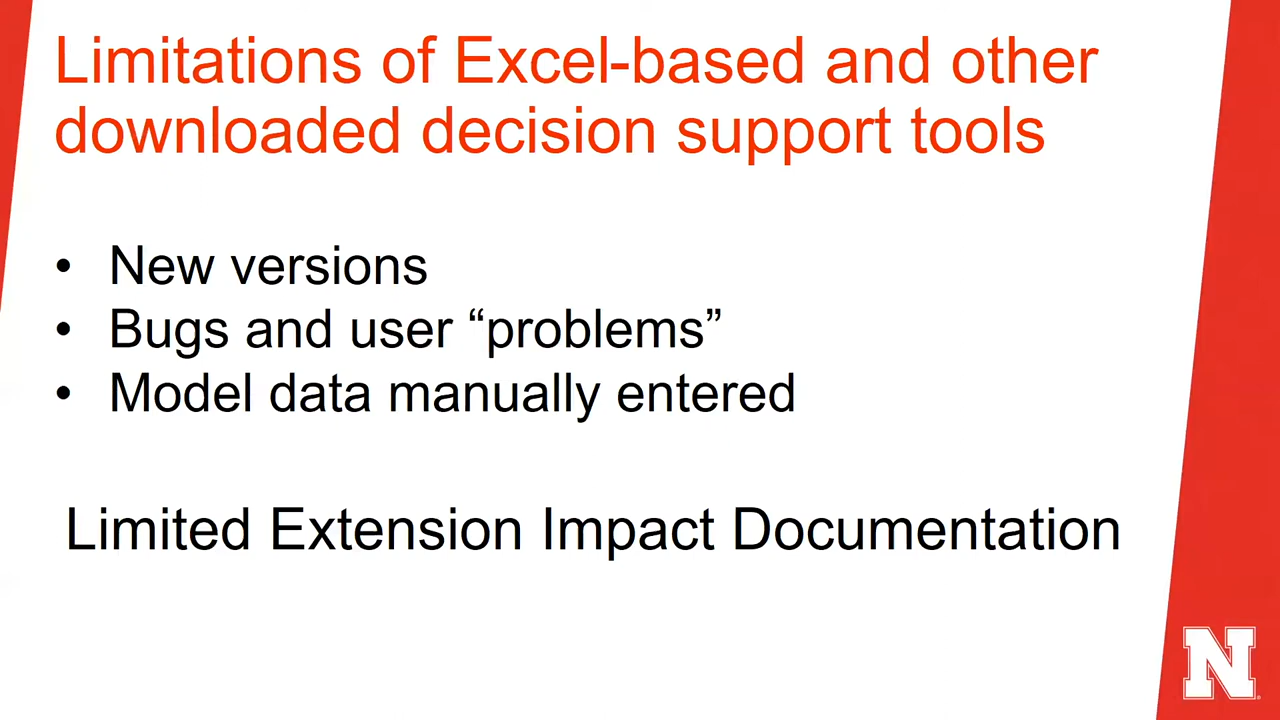 Limitations of Excel-based and other
downloaded decision support tools
• New versions
• Bugs and user “problems”
• Model data manually entered
Limited Extension Impact Documentation
N